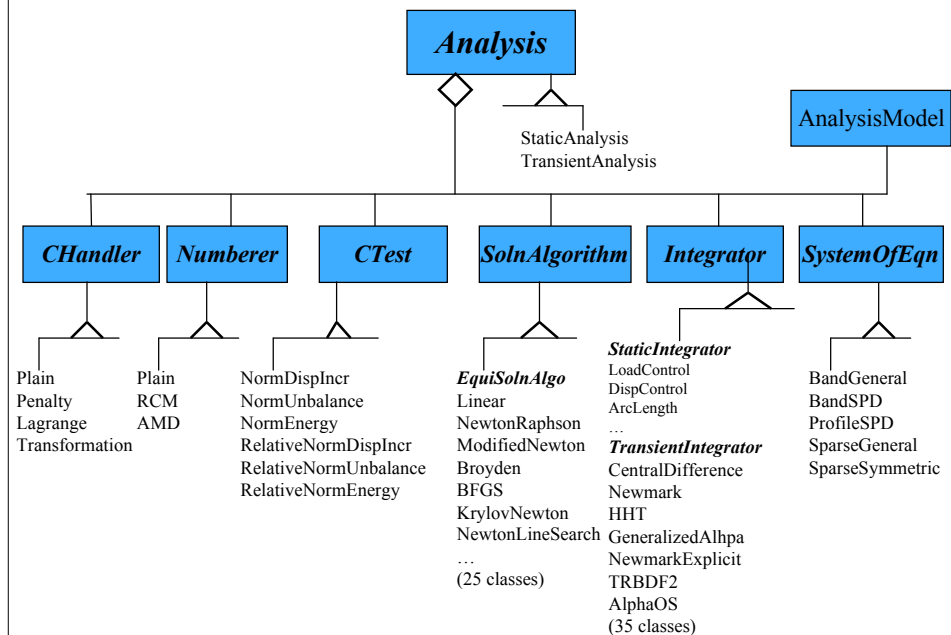 Analysis
AnalysisModel
StaticAnalysis
TransientAnalysis
CHandler
Numberer
CTest
SolnAlgorithm
Integrator
SystemOfEqn
Plain
Penalty
Lagrange
Transformation
Plain
RCM
AMD
NormDispIncr
NormUnbalance
NormEnergy
RelativeNormDispIncr
RelativeNormUnbalance
RelativeNormEnergy
EquiSolnAlgo
Linear
NewtonRaphson
ModifiedNewton
Broyden
BFGS
KrylovNewton
NewtonLineSearch
…
(25 classes)
StaticIntegrator
LoadControl
DispControl
ArcLength
…
TransientIntegrator
CentralDifference
Newmark
HHT
GeneralizedAlhpa
NewmarkExplicit
TRBDF2
AlphaOS
(35 classes)
BandGeneral
BandSPD
ProfileSPD
SparseGeneral
SparseSymmetric